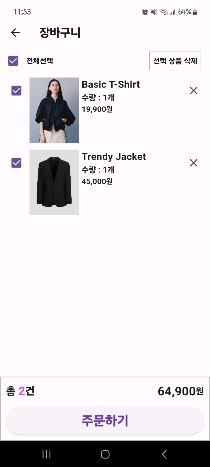 11:53
66%
장바구니
전체선택
선택 상품 삭제
Basic T-Shirt
수량 : 1개
19,900원
Trendy Jacket
수량 : 1개
45,000원
총 2건
64,900원
주문하기